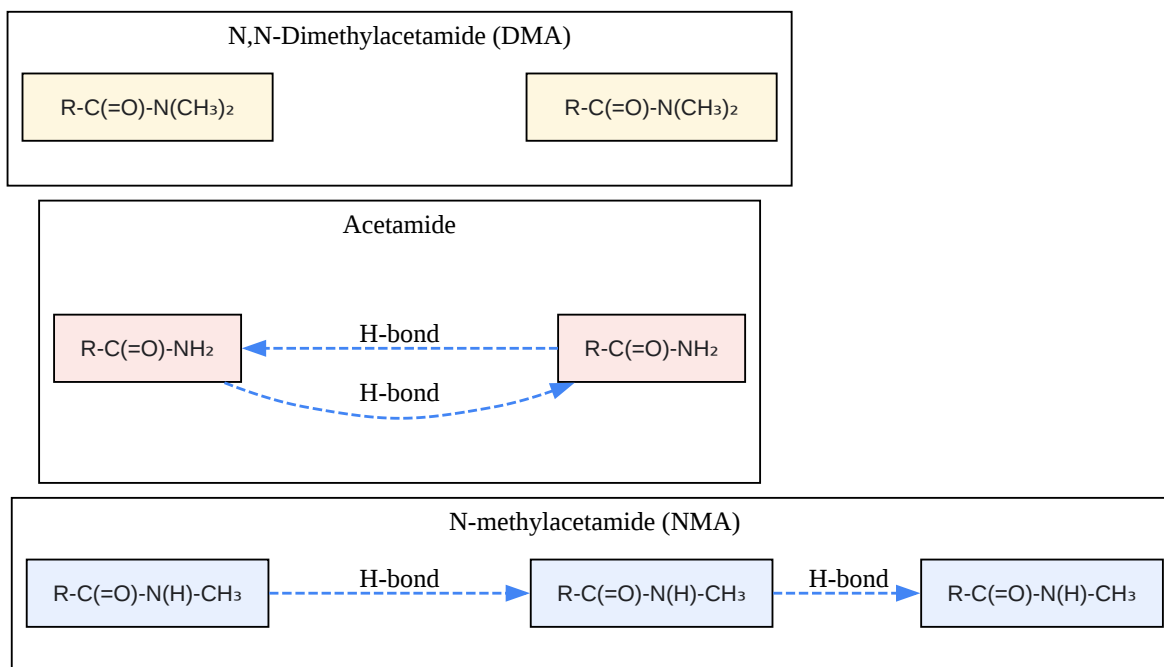 N,N-Dimethylacetamide (DMA)
R-C(=O)-N(CH₃)₂
R-C(=O)-N(CH₃)₂
Acetamide
H-bond
R-C(=O)-NH₂
R-C(=O)-NH₂
H-bond
N-methylacetamide (NMA)
H-bond
H-bond
R-C(=O)-N(H)-CH₃
R-C(=O)-N(H)-CH₃
R-C(=O)-N(H)-CH₃